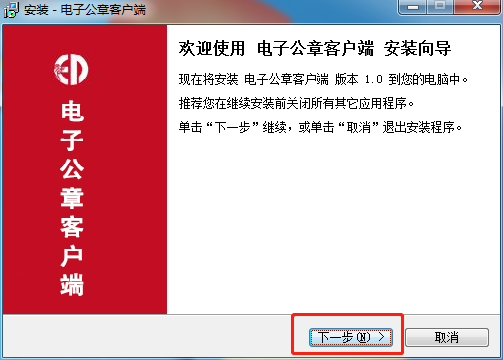 安装 - 电子公章客户端
欢迎使用 电子公章客户端 安装向导
现在将安装 电子公章客户端 版本 1.0 到您的电脑中。
推荐您在继续安装前关闭所有其它应用程序。
单击“下一步”继续，或单击“取消”退出安装程序。
电子公章客户端
下一步(N) >
取消